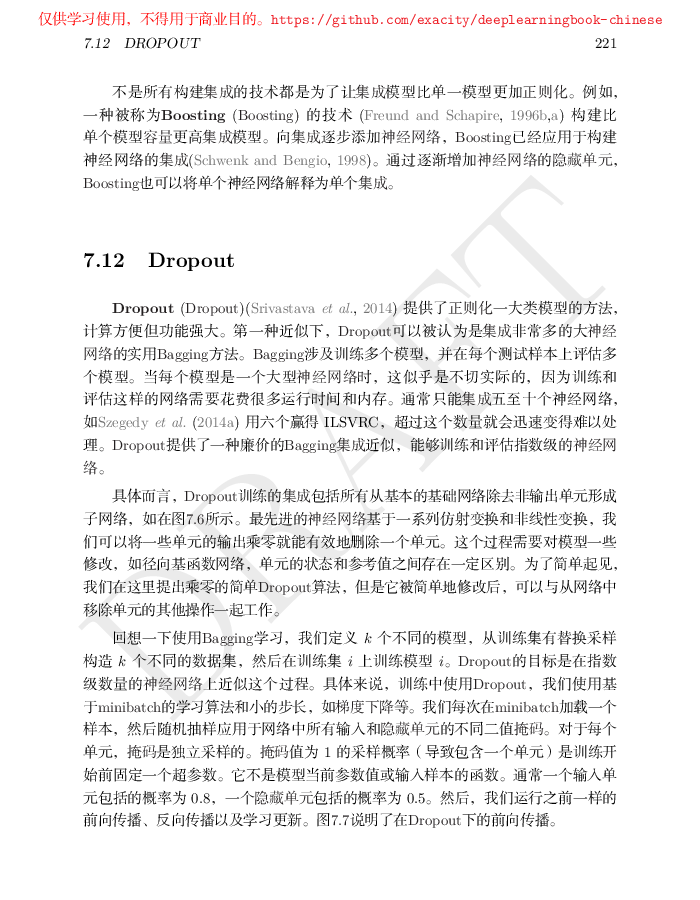 仅供学习使用，不得用于商业目的。https://github.com/exacity/deeplearningbook-chinese
7.12 DROPOUT 221
不是所有构建集成的技术都是为了让集成模型比单一模型更加正则化。例如，
一种被称为Boosting (Boosting) 的技术 (Freund and Schapire, 1996b,a) 构建比
单个模型容量更高集成模型。向集成逐步添加神经网络，Boosting已经应用于构建
神经网络的集成(Schwenk and Bengio, 1998)。通过逐渐增加神经网络的隐藏单元，
Boosting也可以将单个神经网络解释为单个集成。
7.12 Dropout
Dropout (Dropout)(Srivastava et al., 2014) 提供了正则化一大类模型的方法，
计算方便但功能强大。第一种近似下，Dropout可以被认为是集成非常多的大神经
网络的实用Bagging方法。Bagging涉及训练多个模型，并在每个测试样本上评估多
个模型。当每个模型是一个大型神经网络时，这似乎是不切实际的，因为训练和
评估这样的网络需要花费很多运行时间和内存。通常只能集成五至十个神经网络，
如Szegedy et al. (2014a) 用六个赢得 ILSVRC，超过这个数量就会迅速变得难以处
理。Dropout提供了一种廉价的Bagging集成近似，能够训练和评估指数级的神经网
络。
具体而言，Dropout训练的集成包括所有从基本的基础网络除去非输出单元形成
子网络，如在图7.6所示。最先进的神经网络基于一系列仿射变换和非线性变换，我
们可以将一些单元的输出乘零就能有效地删除一个单元。这个过程需要对模型一些
修改，如径向基函数网络，单元的状态和参考值之间存在一定区别。为了简单起见，
我们在这里提出乘零的简单Dropout算法，但是它被简单地修改后，可以与从网络中
移除单元的其他操作一起工作。
回想一下使用Bagging学习，我们定义 k 个不同的模型，从训练集有替换采样
构造 k 个不同的数据集，然后在训练集 i 上训练模型 i。Dropout的目标是在指数
级数量的神经网络上近似这个过程。具体来说，训练中使用Dropout，我们使用基
于minibatch的学习算法和小的步长，如梯度下降等。我们每次在minibatch加载一个
样本，然后随机抽样应用于网络中所有输入和隐藏单元的不同二值掩码。对于每个
单元，掩码是独立采样的。掩码值为 1 的采样概率（导致包含一个单元）是训练开
始前固定一个超参数。它不是模型当前参数值或输入样本的函数。通常一个输入单
元包括的概率为 0.8，一个隐藏单元包括的概率为 0.5。然后，我们运行之前一样的
前向传播、反向传播以及学习更新。图7.7说明了在Dropout下的前向传播。
DRAFT